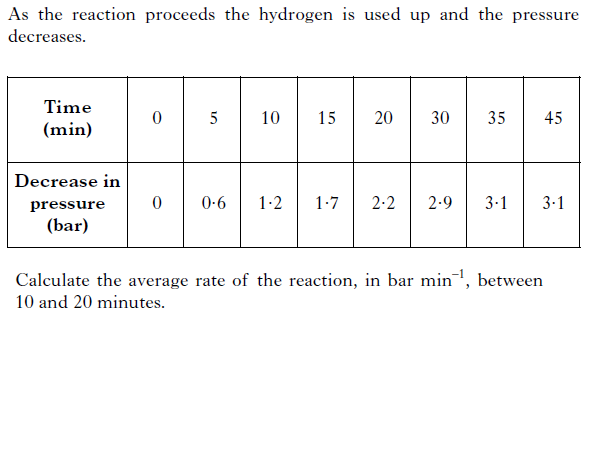 As the reaction proceeds the hydrogen is used up and the pressure
decreases.
Time
(min)
0 5 10 15 20 30 35 45
Decrease in
pressure
(bar)
0 0·6 1·2 1·7 2·2 2·9 3·1 3·1
Calculate the average rate of the reaction, in bar min⁻¹, between
10 and 20 minutes.